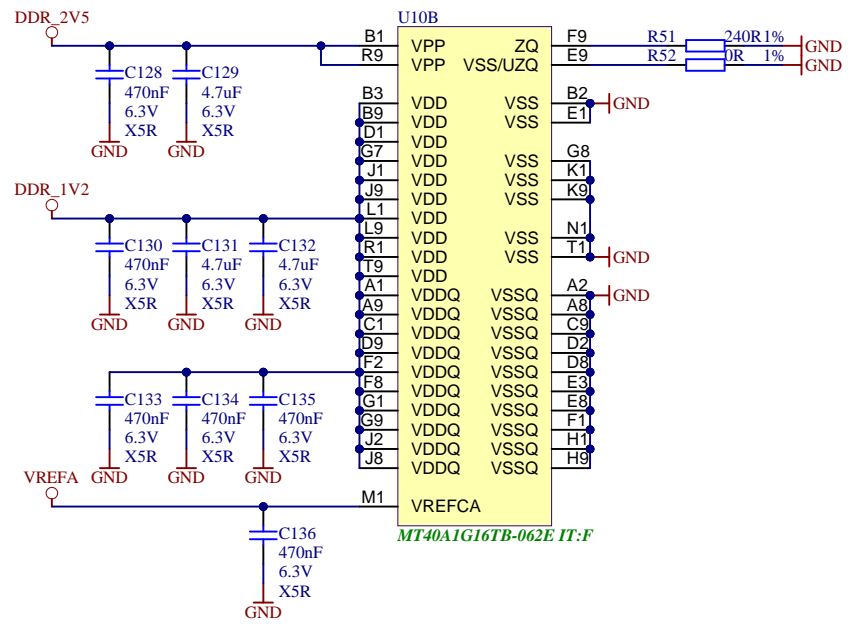 DDR_2V5
U10B
B1 VPP ZQ F9 R51 240R 1% GND
R9 VPP VSS/UZQ E9 R52 0R 1% GND
C128 470nF 6.3V X5R GND
C129 4.7uF 6.3V X5R GND
B3 VDD VSS B2 GND
B9 VDD VSS E1
D1 VDD
G7 VDD VSS G8
J1 VDD VSS K1
J9 VDD VSS K9
DDR_1V2
L1 VDD
L9 VDD VSS N1
R1 VDD VSS T1 GND
T9 VDD
C130 470nF 6.3V X5R GND
C131 4.7uF 6.3V X5R GND
C132 4.7uF 6.3V X5R GND
A1 VDDQ VSSQ A2 GND
A9 VDDQ VSSQ A8
C1 VDDQ VSSQ C9
D9 VDDQ VSSQ D2
F2 VDDQ VSSQ D8
F8 VDDQ VSSQ E3
G1 VDDQ VSSQ E8
G9 VDDQ VSSQ F1
J2 VDDQ VSSQ H1
J8 VDDQ VSSQ H9
C133 470nF 6.3V X5R GND
C134 470nF 6.3V X5R GND
C135 470nF 6.3V X5R GND
VREFA
M1 VREFCA
C136 470nF 6.3V X5R GND
MT40A1G16TB-062E IT:F